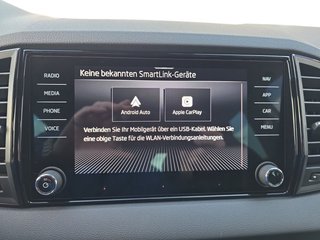 Keine bekannten SmartLink-Geräte
RADIO
MEDIA
PHONE
VOICE
Android Auto
Apple CarPlay
NAV
APP
CAR
MENU
Verbinden Sie Ihr Mobilgerät über ein USB-Kabel. Wählen Sie
eine obige Taste für die WLAN-Verbindungsanleitungen.